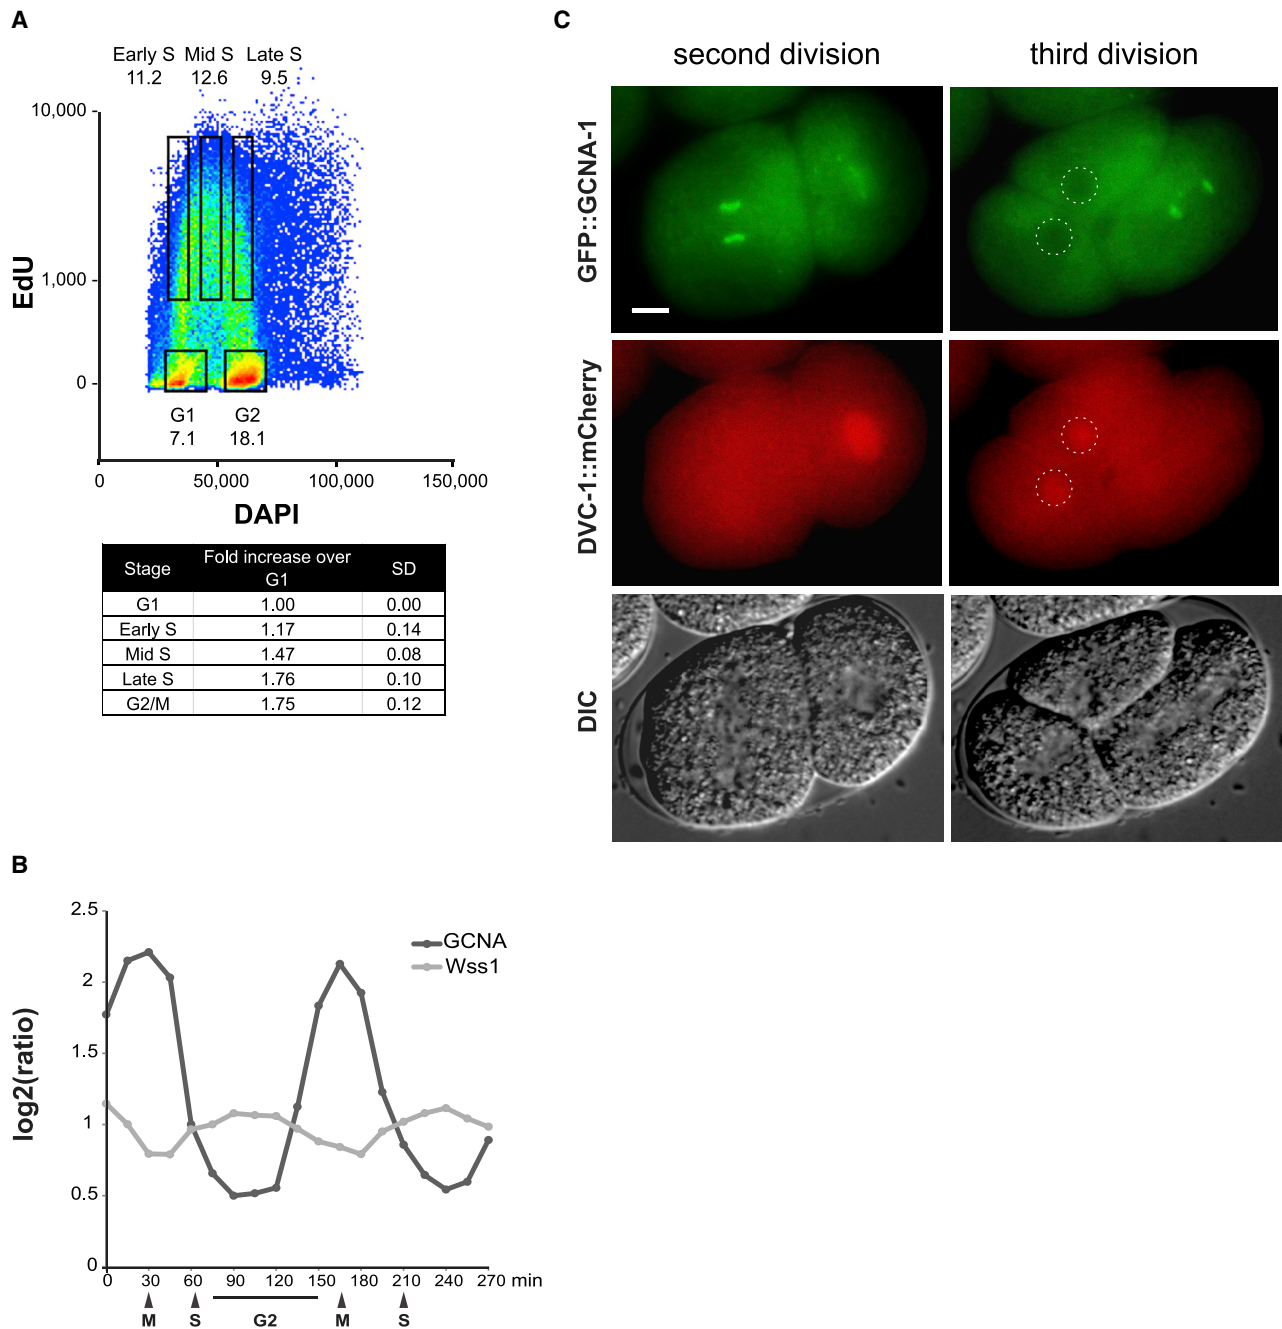 A
Early S Mid S Late S
11.2 12.6 9.5
10,000
1,000
0
EdU
G1 G2
7.1 18.1
0 50,000 100,000 150,000
DAPI
Stage Fold increase over G1 SD
G1 1.00 0.00
Early S 1.17 0.14
Mid S 1.47 0.08
Late S 1.76 0.10
G2/M 1.75 0.12
B
2.5
2
1.5
1
0.5
0
log2(ratio)
GCNA
Wss1
0 30 60 90 120 150 180 210 270 min
M S G2 M S
C
second division third division
GFP::GCNA-1
DVC-1::mCherry
DIC